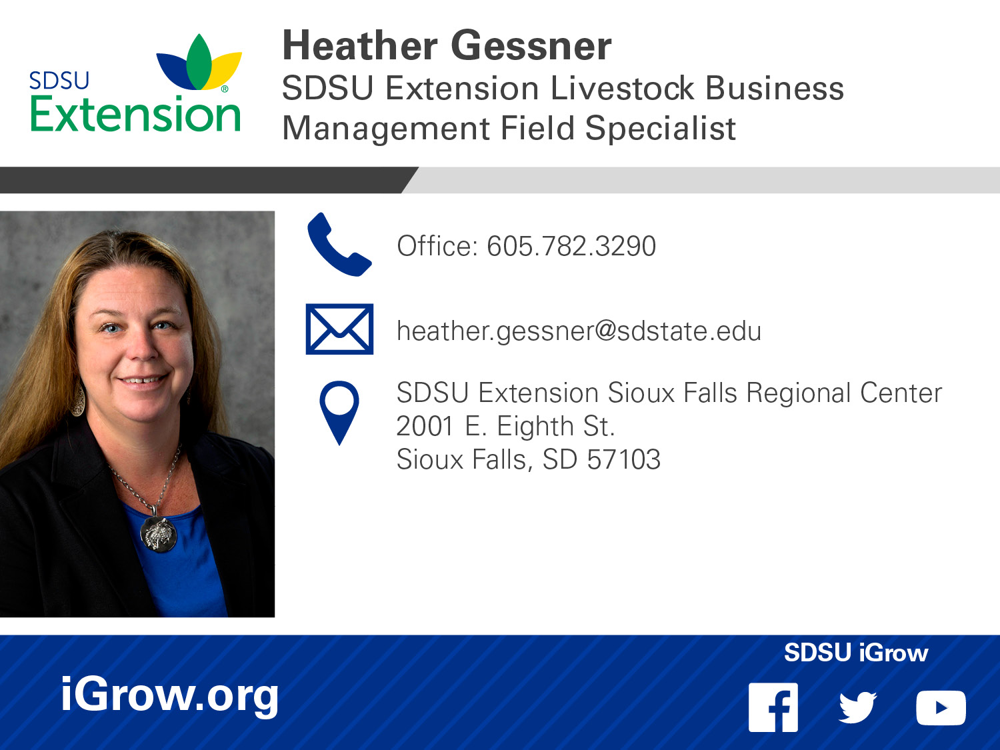 SDSU
Extension
®
Heather Gessner
SDSU Extension Livestock Business
Management Field Specialist
Office: 605.782.3290
heather.gessner@sdstate.edu
SDSU Extension Sioux Falls Regional Center
2001 E. Eighth St.
Sioux Falls, SD 57103
iGrow.org
SDSU iGrow